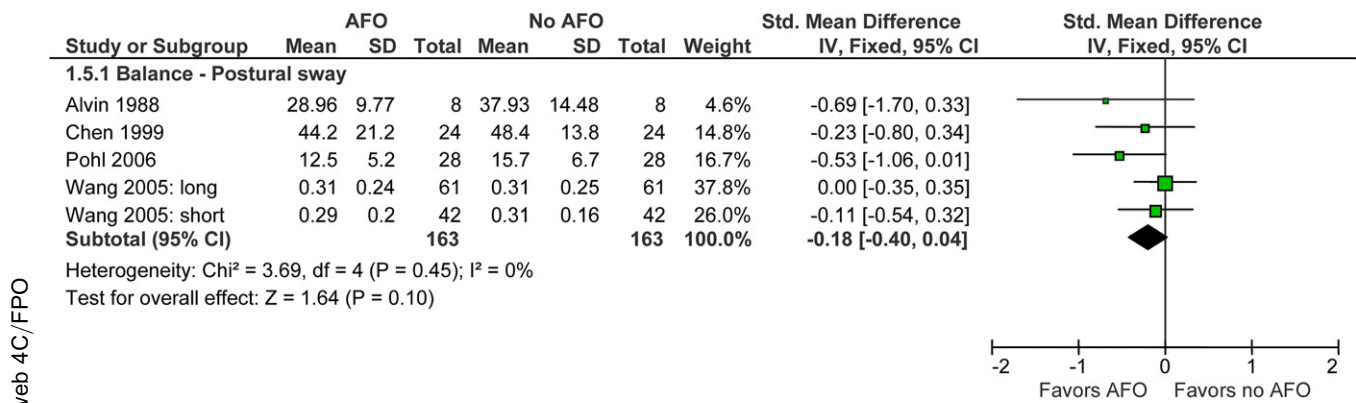 AFO No AFO Std. Mean Difference Std. Mean Difference
Study or Subgroup Mean SD Total Mean SD Total Weight IV, Fixed, 95% CI IV, Fixed, 95% CI
1.5.1 Balance - Postural sway
Alvin 1988 28.96 9.77 8 37.93 14.48 8 4.6% -0.69 [-1.70, 0.33]
Chen 1999 44.2 21.2 24 48.4 13.8 24 14.8% -0.23 [-0.80, 0.34]
Pohl 2006 12.5 5.2 28 15.7 6.7 28 16.7% -0.53 [-1.06, 0.01]
Wang 2005: long 0.31 0.24 61 0.31 0.25 61 37.8% 0.00 [-0.35, 0.35]
Wang 2005: short 0.29 0.2 42 0.31 0.16 42 26.0% -0.11 [-0.54, 0.32]
Subtotal (95% CI) 163 163 100.0% -0.18 [-0.40, 0.04]
Heterogeneity: Chi² = 3.69, df = 4 (P = 0.45); I² = 0%
Test for overall effect: Z = 1.64 (P = 0.10)
-2 -1 0 1 2
Favors AFO Favors no AFO
web 4C/FPO